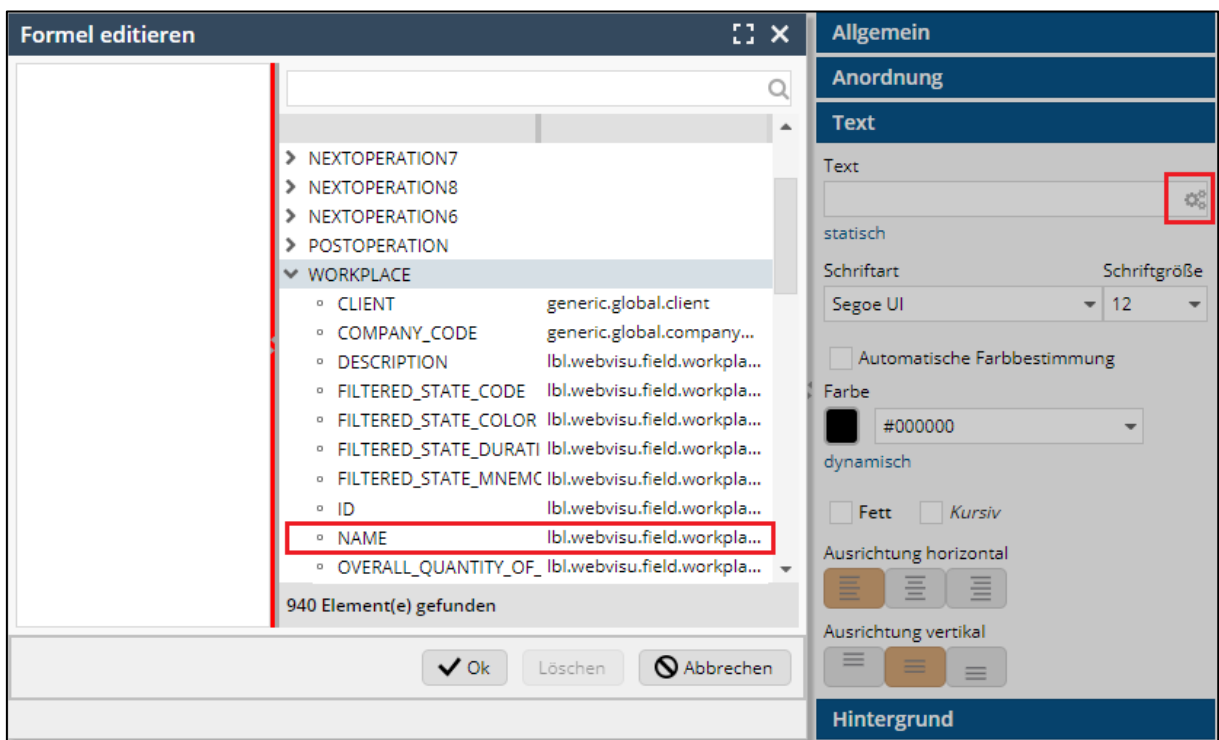 Formel editieren
NEXTOPERATION7
NEXTOPERATION8
NEXTOPERATION6
POSTOPERATION
WORKPLACE
CLIENT generic.global.client
COMPANY_CODE generic.global.company...
DESCRIPTION lbl.webvisu.field.workpla...
FILTERED_STATE_CODE lbl.webvisu.field.workpla...
FILTERED_STATE_COLOR lbl.webvisu.field.workpla...
FILTERED_STATE_DURATI lbl.webvisu.field.workpla...
FILTERED_STATE_MNEMC lbl.webvisu.field.workpla...
ID lbl.webvisu.field.workpla...
NAME lbl.webvisu.field.workpla...
OVERALL_QUANTITY_OF_ lbl.webvisu.field.workpla...
940 Element(e) gefunden
Ok Löschen Abbrechen
Allgemein
Anordnung
Text
Text
statisch
Schriftart Schriftgröße
Segoe UI 12
Automatische Farbbestimmung
Farbe
#000000
dynamisch
Fett Kursiv
Ausrichtung horizontal
Ausrichtung vertikal
Hintergrund